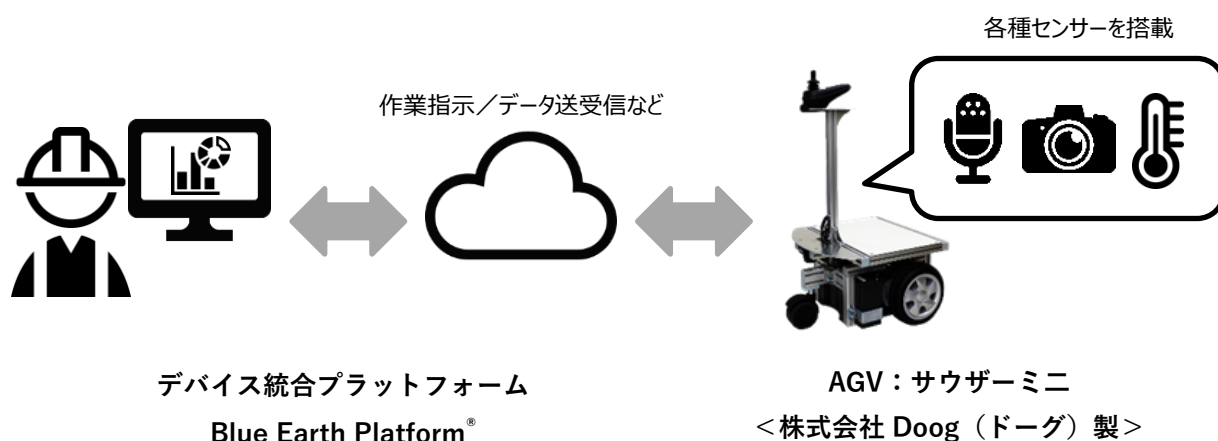 各種センサーを搭載
作業指示／データ送受信など
デバイス統合プラットフォーム
Blue Earth Platform®
AGV：サウザーミニ
＜株式会社 Doog（ドーグ）製＞